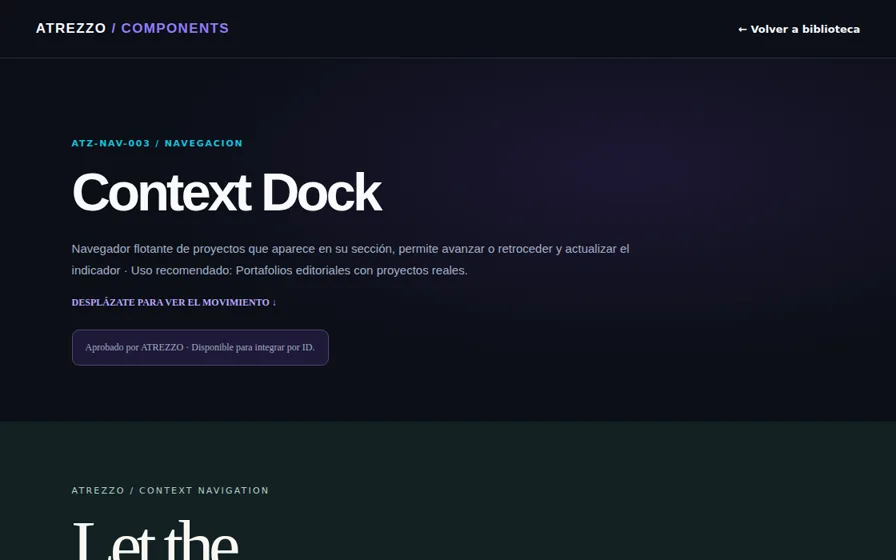 ATREZZO / COMPONENTS
← Volver a biblioteca
ATZ-NAV-003 / NAVEGACION
Context Dock
Navegador flotante de proyectos que aparece en su sección, permite avanzar o retroceder y actualizar el
indicador · Uso recomendado: Portafolios editoriales con proyectos reales.
DESPLÁZATE PARA VER EL MOVIMIENTO ↓
Aprobado por ATREZZO · Disponible para integrar por ID.
ATREZZO / CONTEXT NAVIGATION
Let the